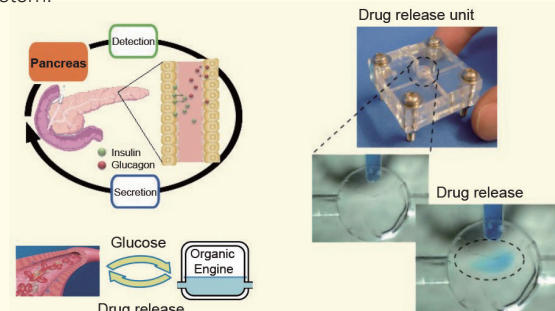 Drug release unit
Detection
Pancreas
Insulin
Glucagon
Secretion
Drug release
Glucose
Organic
Engine
Drug release